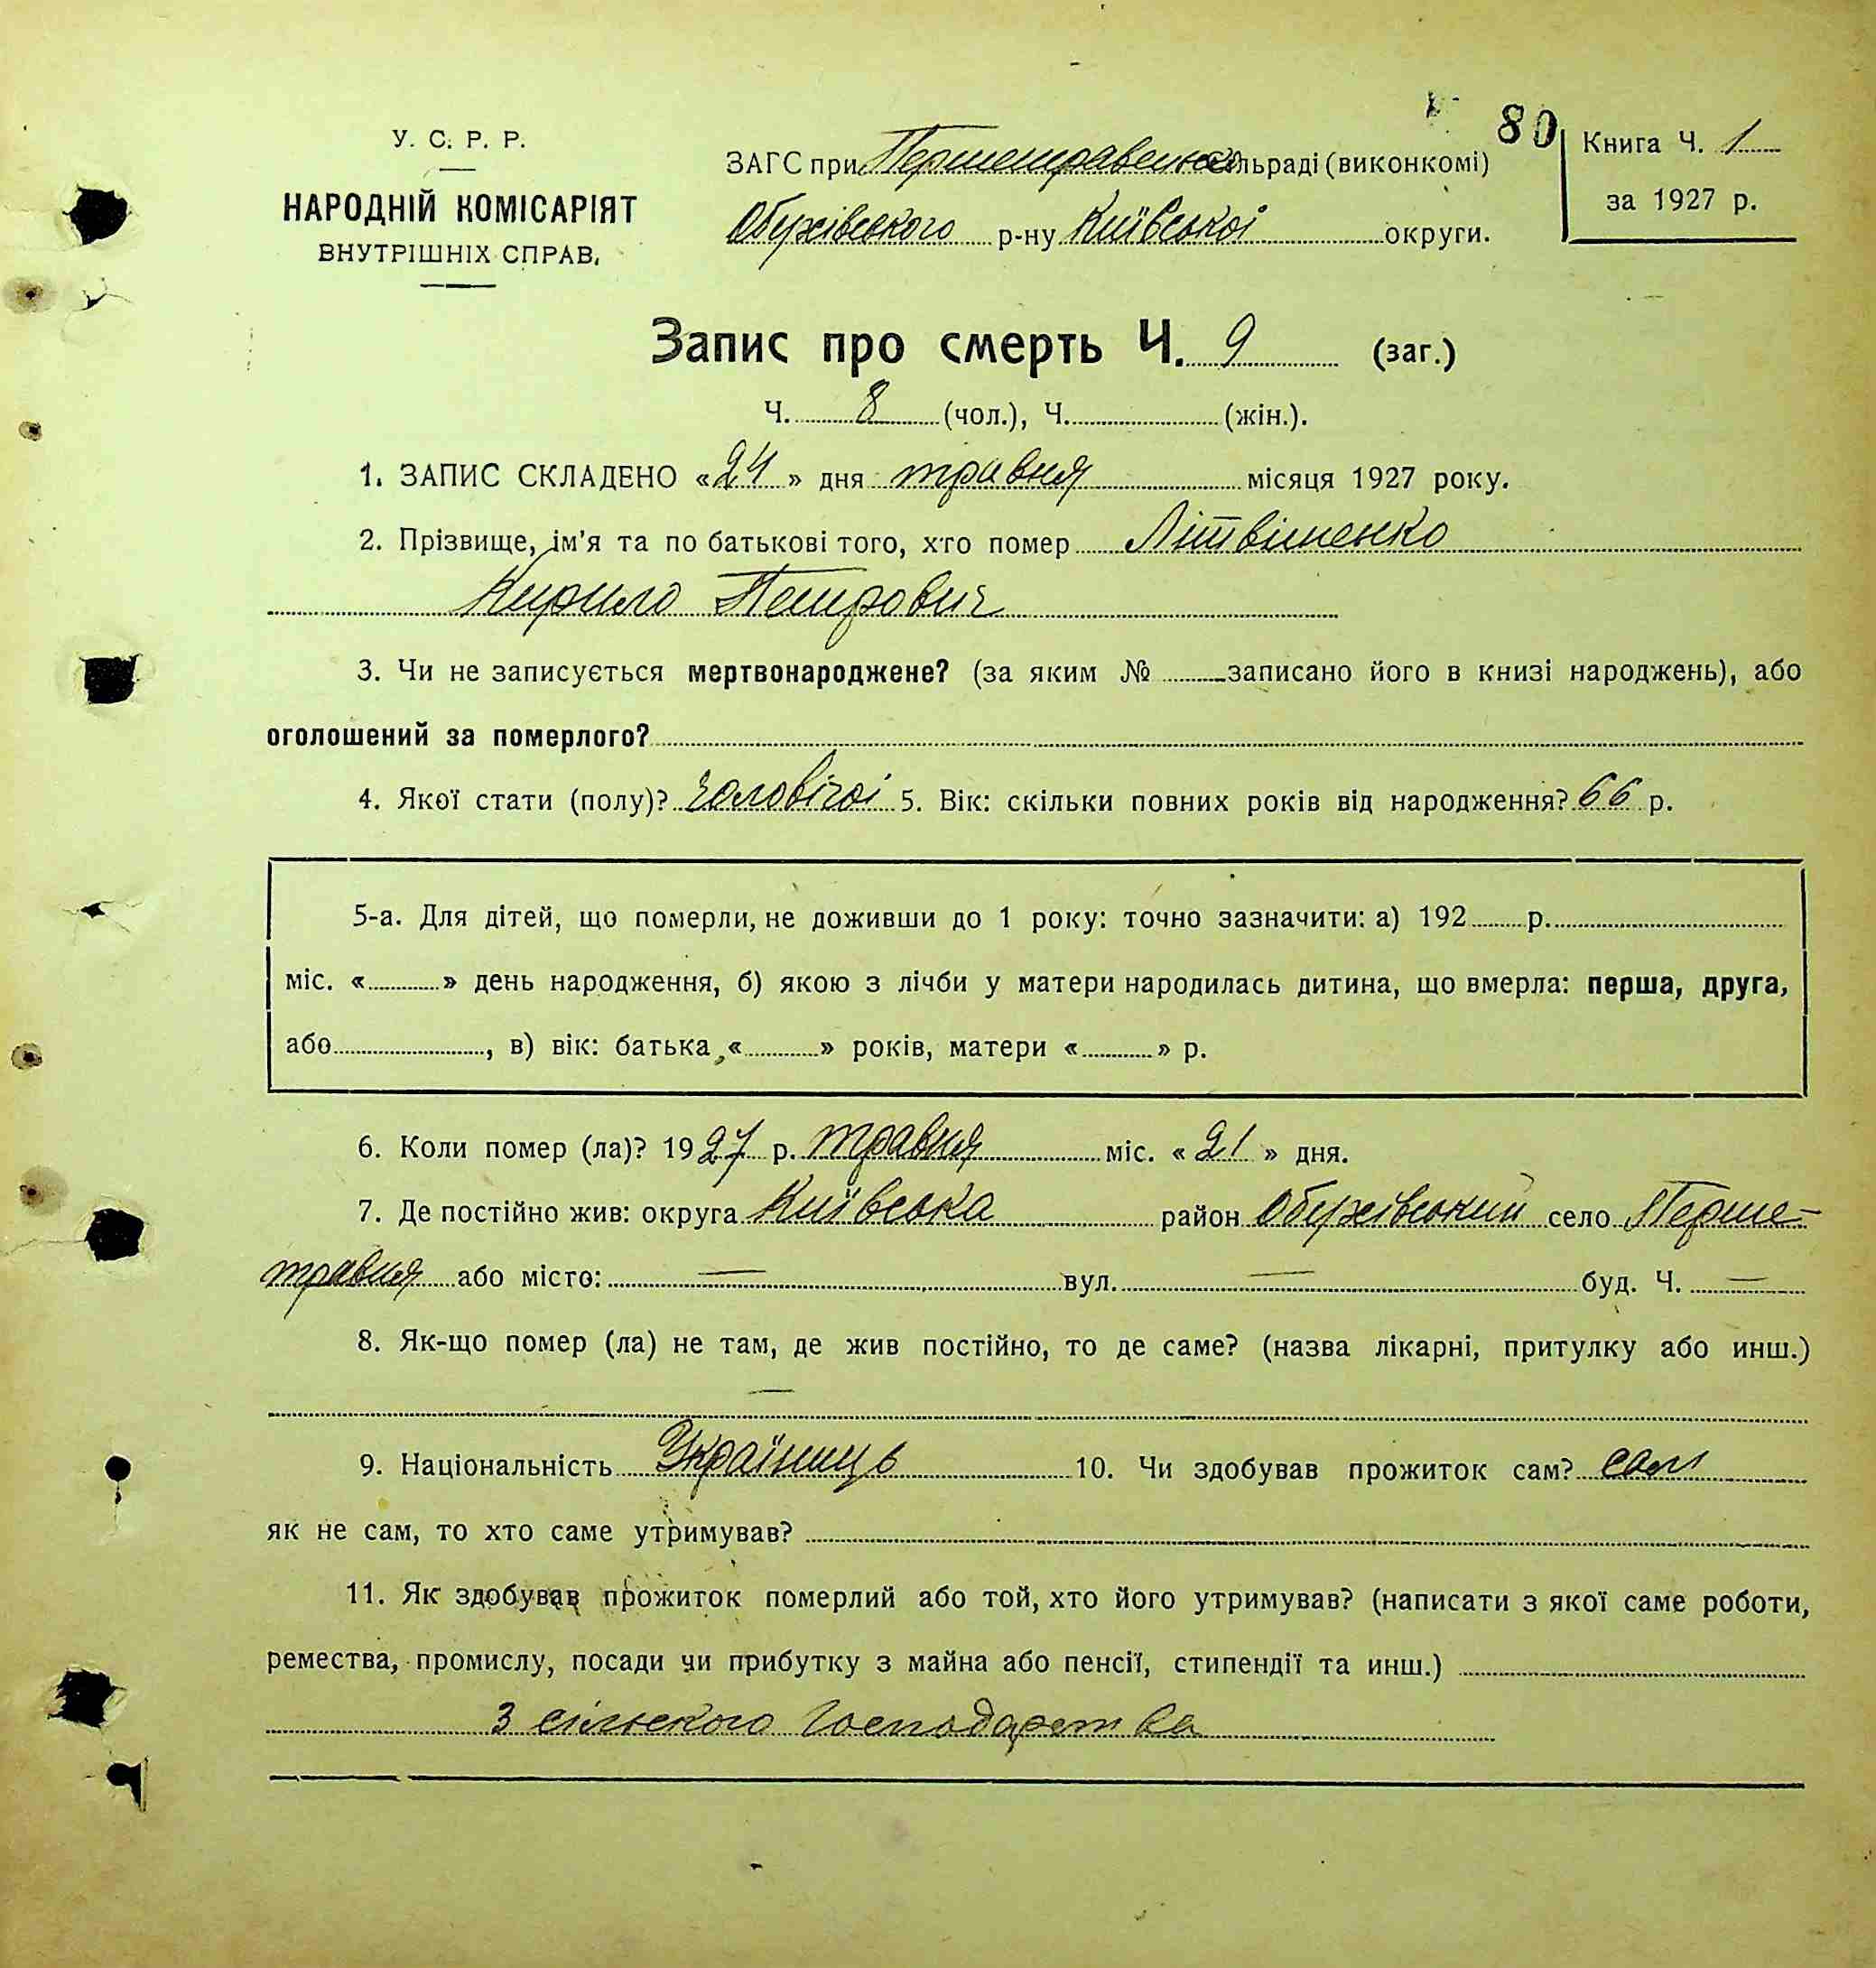 80
У. С. Р. Р.
НАРОДНІЙ КОМІСАРІЯТ
ВНУТРІШНІХ СПРАВ.
ЗАГС при Першетравенській сільраді (виконкомі)
Обухівського р-ну Київської округи.
Книга Ч. 1
за 1927 р.
Запис про смерть Ч. 9 (заг.)
Ч. 8 (чол.), Ч. (жін.).
1. ЗАПИС СКЛАДЕНО «24» дня травня місяця 1927 року.
2. Прізвище, ім'я та по батькові того, хто помер Літвіненко
Кирило Петрович
3. Чи не записується мертвонароджене? (за яким № записано його в книзі народжень), або
оголошений за померлого?
4. Якої стати (полу)? чоловічої 5. Вік: скільки повних років від народження? 66 р.
5-а. Для дітей, що померли, не доживши до 1 року: точно зазначити: а) 192 р.
міс. « » день народження, б) якою з лічби у матери народилась дитина, що вмерла: перша, друга,
або , в) вік: батька « » років, матери « » р.
6. Коли помер (ла)? 1927 р. травня міс. «21» дня.
7. Де постійно жив: округа Київська район Обухівський село Перше-
травня або місто: — вул. — буд. Ч. —
8. Як-що помер (ла) не там, де жив постійно, то де саме? (назва лікарні, притулку або инш.)
—
9. Національність Українець 10. Чи здобував прожиток сам? сам
як не сам, то хто саме утримував?
11. Як здобував прожиток померлий або той, хто його утримував? (написати з якої саме роботи,
ремества, промислу, посади чи прибутку з майна або пенсії, стипендії та инш.)
З сільского господарства